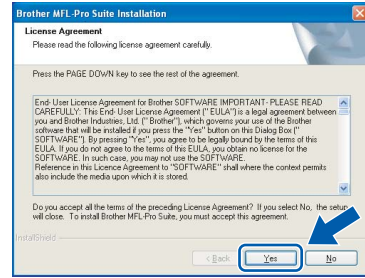 Brother MFL-Pro Suite Installation
License Agreement
Please read the following license agreement carefully.
Press the PAGE DOWN key to see the rest of the agreement.
End- User License Agreement for Brother SOFTWARE IMPORTANT- PLEASE READ
CAREFULLY: This End- User License Agreement (" EULA") is a legal agreement between
you and Brother Industries, Ltd. (" Brother"), which governs your use of the Brother
software that will be installed if you press the "Yes" button on this Dialog Box ("
SOFTWARE"). By pressing "Yes", you agree to be legally bound by the terms of this
EULA. If you do not agree to the terms of this EULA, you obtain no license for the
SOFTWARE. In such case, you may not use the SOFTWARE.
Reference in this Licence Agreement to "SOFTWARE" shall where the context permits
also include the media upon which it is stored.
Do you accept all the terms of the preceding License Agreement? If you select No, the setup
will close. To install Brother MFL-Pro Suite, you must accept this agreement.
InstallShield
< Back Yes No